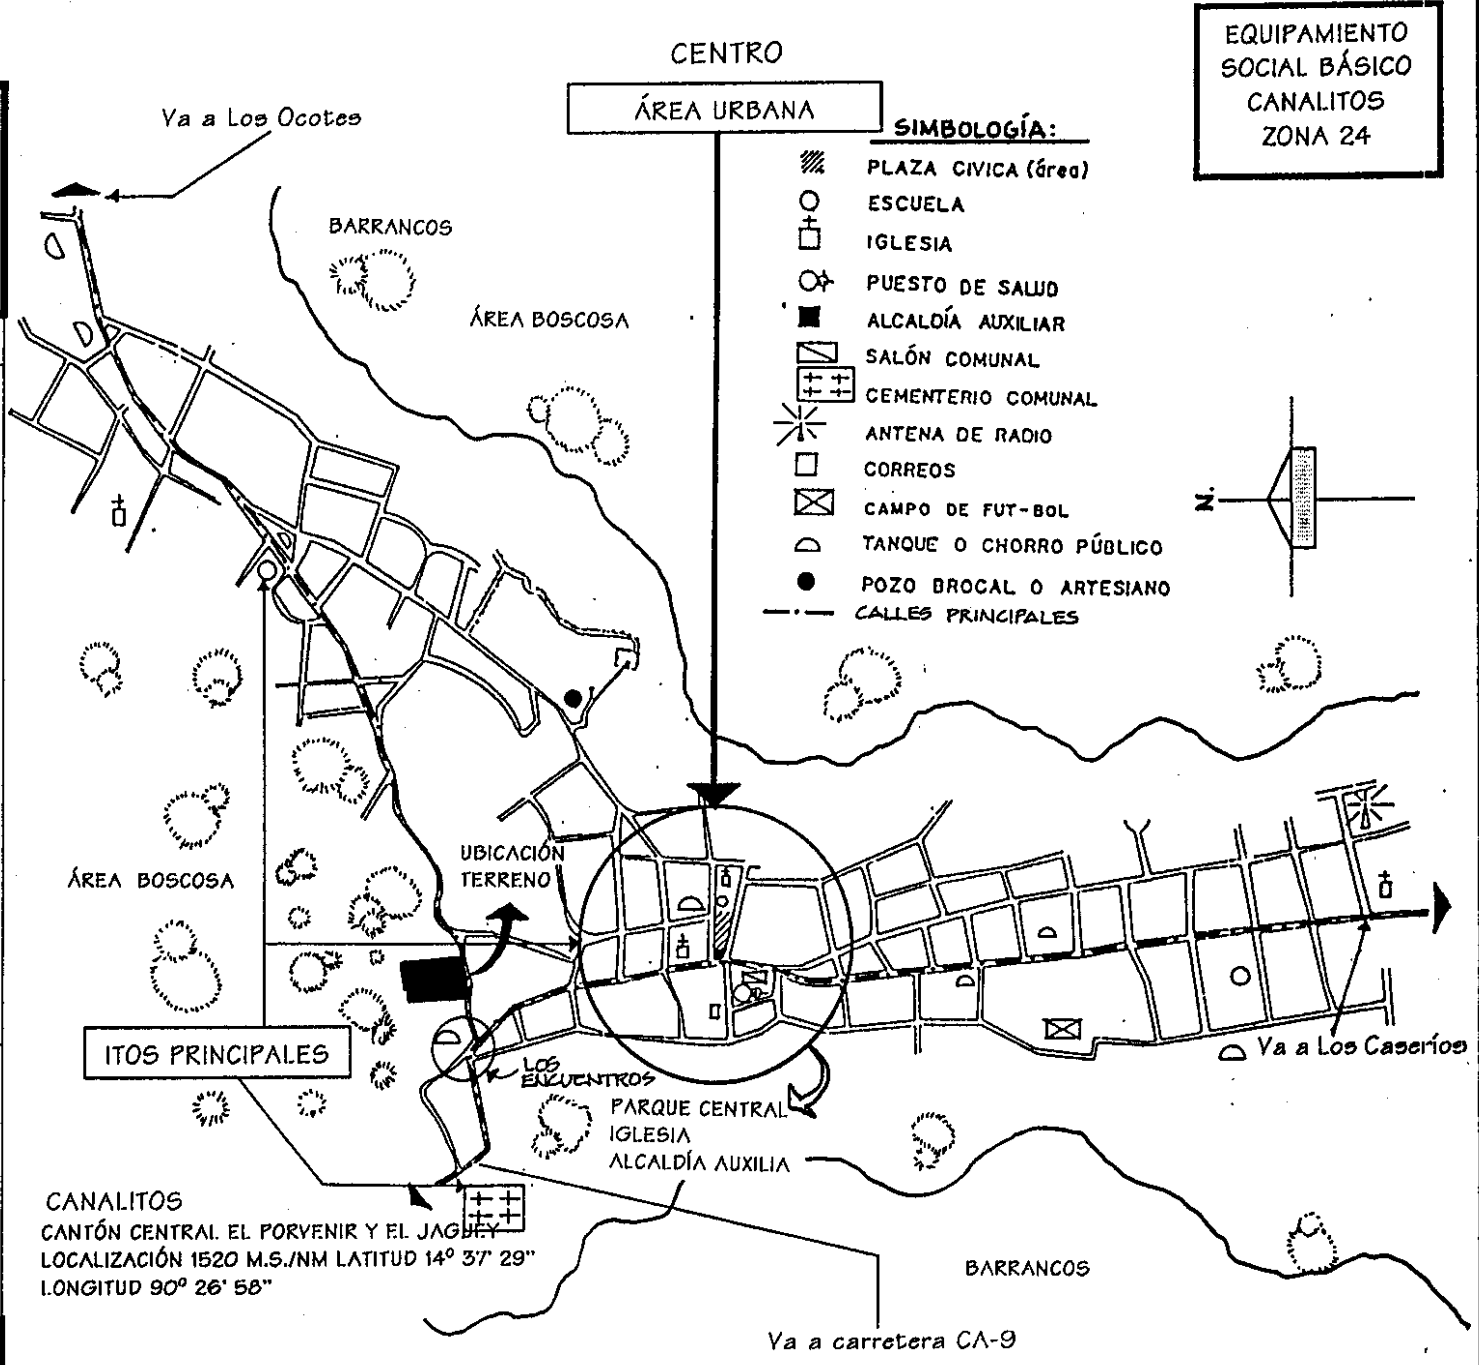 EQUIPAMIENTO
SOCIAL BÁSICO
CANALITOS
ZONA 24
CENTRO
ÁREA URBANA
Va a Los Ocotes
SIMBOLOGÍA:
PLAZA CIVICA (área)
ESCUELA
IGLESIA
PUESTO DE SALUD
ALCALDÍA AUXILIAR
SALÓN COMUNAL
CEMENTERIO COMUNAL
ANTENA DE RADIO
CORREOS
CAMPO DE FUT-BOL
TANQUE O CHORRO PÚBLICO
POZO BROCAL O ARTESIANO
CALLES PRINCIPALES
BARRANCOS
ÁREA BOSCOSA
N.
UBICACIÓN
TERRENO
ÁREA BOSCOSA
ITOS PRINCIPALES
LOS
ENCUENTROS
Va a Los Caseríos
PARQUE CENTRAL
IGLESIA
ALCALDÍA AUXILIA
CANALITOS
CANTÓN CENTRAL EL PORVENIR Y EL JAGUEY
LOCALIZACIÓN 1520 M.S./NM LATITUD 14º 37' 29"
LONGITUD 90º 26' 58"
BARRANCOS
Va a carretera CA-9